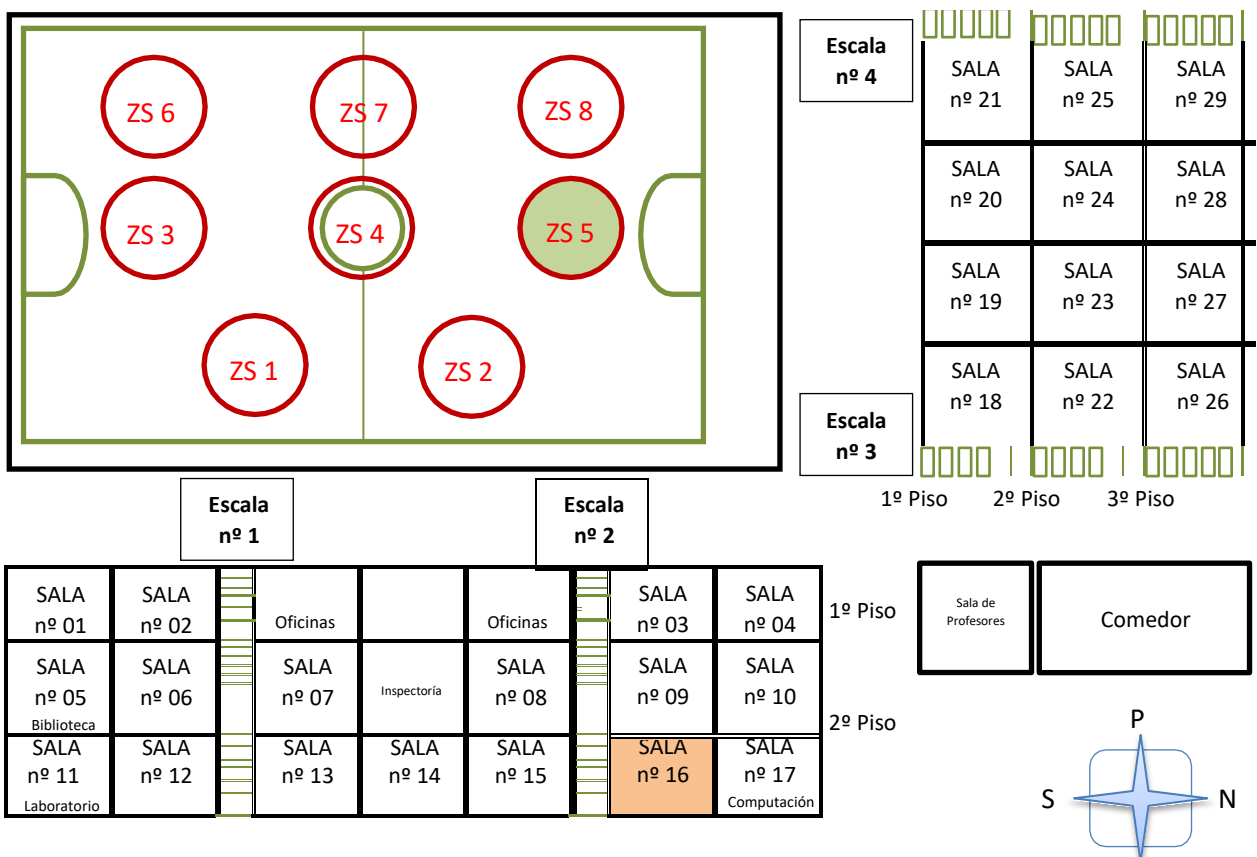 ZS 6
ZS 7
ZS 8
ZS 3
ZS 4
ZS 5
ZS 1
ZS 2
Escala
nº 4
SALA
nº 21
SALA
nº 25
SALA
nº 29
SALA
nº 20
SALA
nº 24
SALA
nº 28
SALA
nº 19
SALA
nº 23
SALA
nº 27
SALA
nº 18
SALA
nº 22
SALA
nº 26
Escala
nº 3
1º Piso
2º Piso
3º Piso
Escala
nº 1
Escala
nº 2
SALA
nº 01
SALA
nº 02
Oficinas
Oficinas
SALA
nº 03
SALA
nº 04
1º Piso
SALA
nº 05
Biblioteca
SALA
nº 06
SALA
nº 07
Inspectoría
SALA
nº 08
SALA
nº 09
SALA
nº 10
2º Piso
SALA
nº 11
Laboratorio
SALA
nº 12
SALA
nº 13
SALA
nº 14
SALA
nº 15
SALA
nº 16
SALA
nº 17
Computación
Sala de
Profesores
Comedor
P
S
N